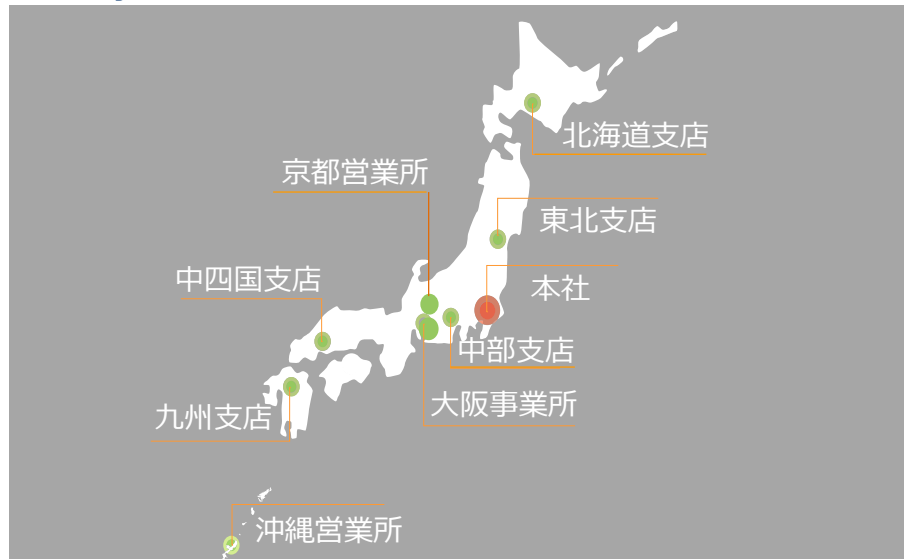 北海道支店
京都営業所
東北支店
中四国支店
本社
中部支店
大阪事業所
九州支店
沖縄営業所